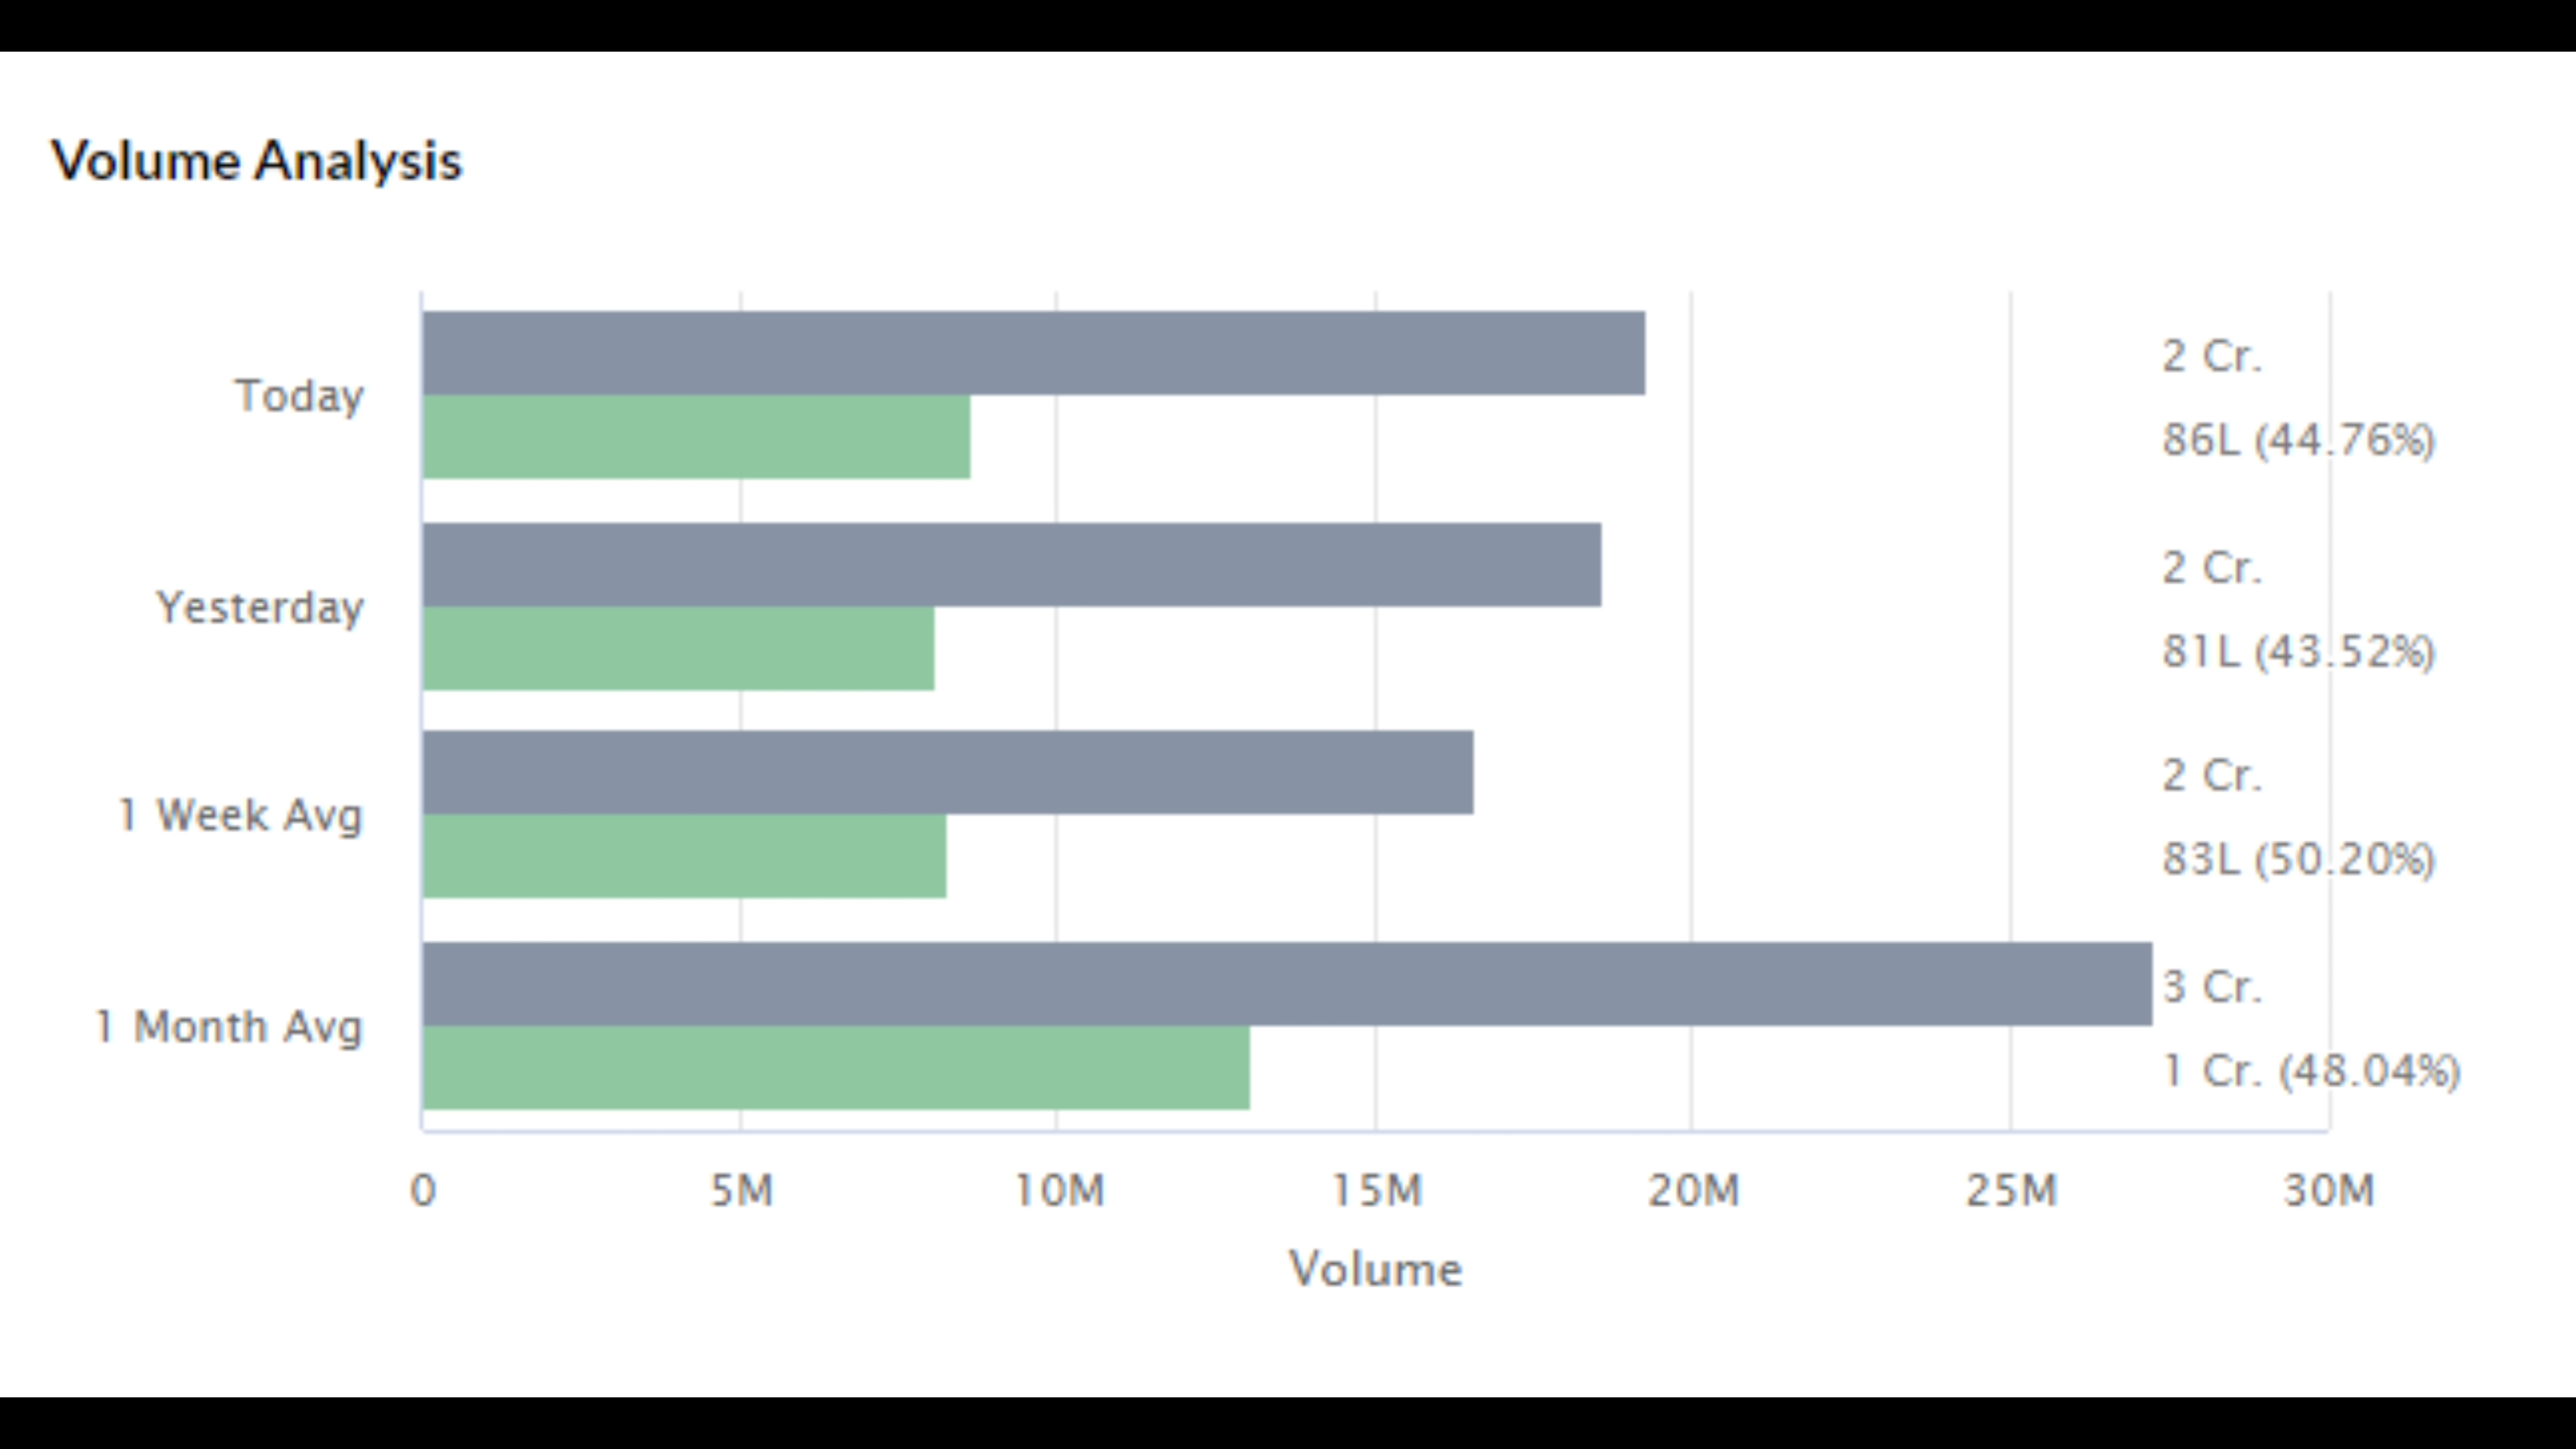 Volume Analysis
Today
2 Cr.
86L (44.76%)
Yesterday
2 Cr.
81L (43.52%)
1 Week Avg
2 Cr.
83L (50.20%)
1 Month Avg
3 Cr.
1 Cr. (48.04%)
0 5M 10M 15M 20M 25M 30M
Volume